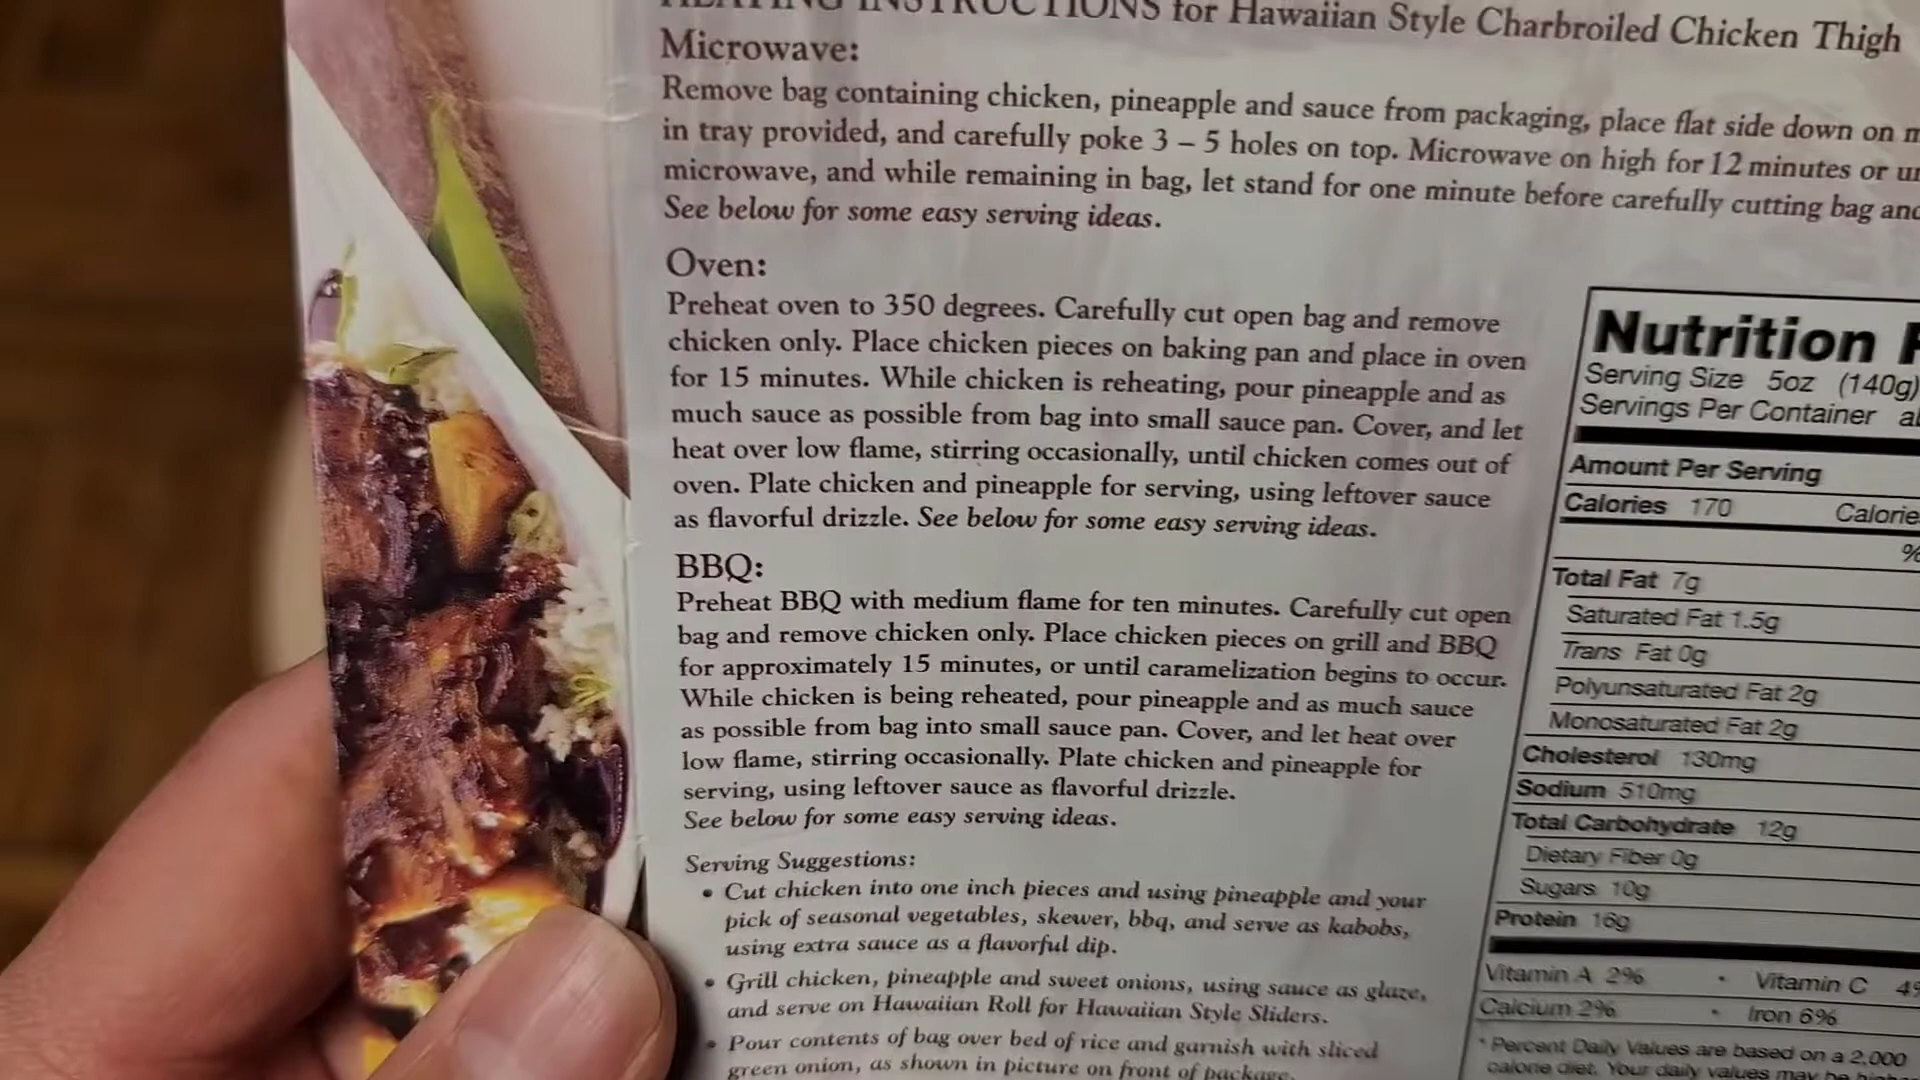 HEATING INSTRUCTIONS for Hawaiian Style Charbroiled Chicken Thigh
Microwave:
Remove bag containing chicken, pineapple and sauce from packaging, place flat side down on
in tray provided, and carefully poke 3 – 5 holes on top. Microwave on high for 12 minutes or
microwave, and while remaining in bag, let stand for one minute before carefully cutting bag and
See below for some easy serving ideas.
Oven:
Preheat oven to 350 degrees. Carefully cut open bag and remove
chicken only. Place chicken pieces on baking pan and place in oven
for 15 minutes. While chicken is reheating, pour pineapple and as
much sauce as possible from bag into small sauce pan. Cover, and let
heat over low flame, stirring occasionally, until chicken comes out of
oven. Plate chicken and pineapple for serving, using leftover sauce
as flavorful drizzle. See below for some easy serving ideas.
BBQ:
Preheat BBQ with medium flame for ten minutes. Carefully cut open
bag and remove chicken only. Place chicken pieces on grill and BBQ
for approximately 15 minutes, or until caramelization begins to occur.
While chicken is being reheated, pour pineapple and as much sauce
as possible from bag into small sauce pan. Cover, and let heat over
low flame, stirring occasionally. Plate chicken and pineapple for
serving, using leftover sauce as flavorful drizzle.
See below for some easy serving ideas.
Serving Suggestions:
• Cut chicken into one inch pieces and using pineapple and your
pick of seasonal vegetables, skewer, bbq, and serve as kabobs,
using extra sauce as a flavorful dip.
• Grill chicken, pineapple and sweet onions, using sauce as glaze,
and serve on Hawaiian Roll for Hawaiian Style Sliders.
• Pour contents of bag over bed of rice and garnish with sliced
green onion, as shown in picture on front of package.
Nutrition
Serving Size 5oz (140g)
Servings Per Container
Amount Per Serving
Calories 170 Calorie
%
Total Fat 7g
Saturated Fat 1.5g
Trans Fat 0g
Polyunsaturated Fat 2g
Monosaturated Fat 2g
Cholesterol 130mg
Sodium 510mg
Total Carbohydrate 12g
Dietary Fiber 0g
Sugars 10g
Protein 16g
Vitamin A 2% • Vitamin C 4%
Calcium 2% • Iron 6%
* Percent Daily Values are based on a 2,000
calorie diet. Your daily values may be higher